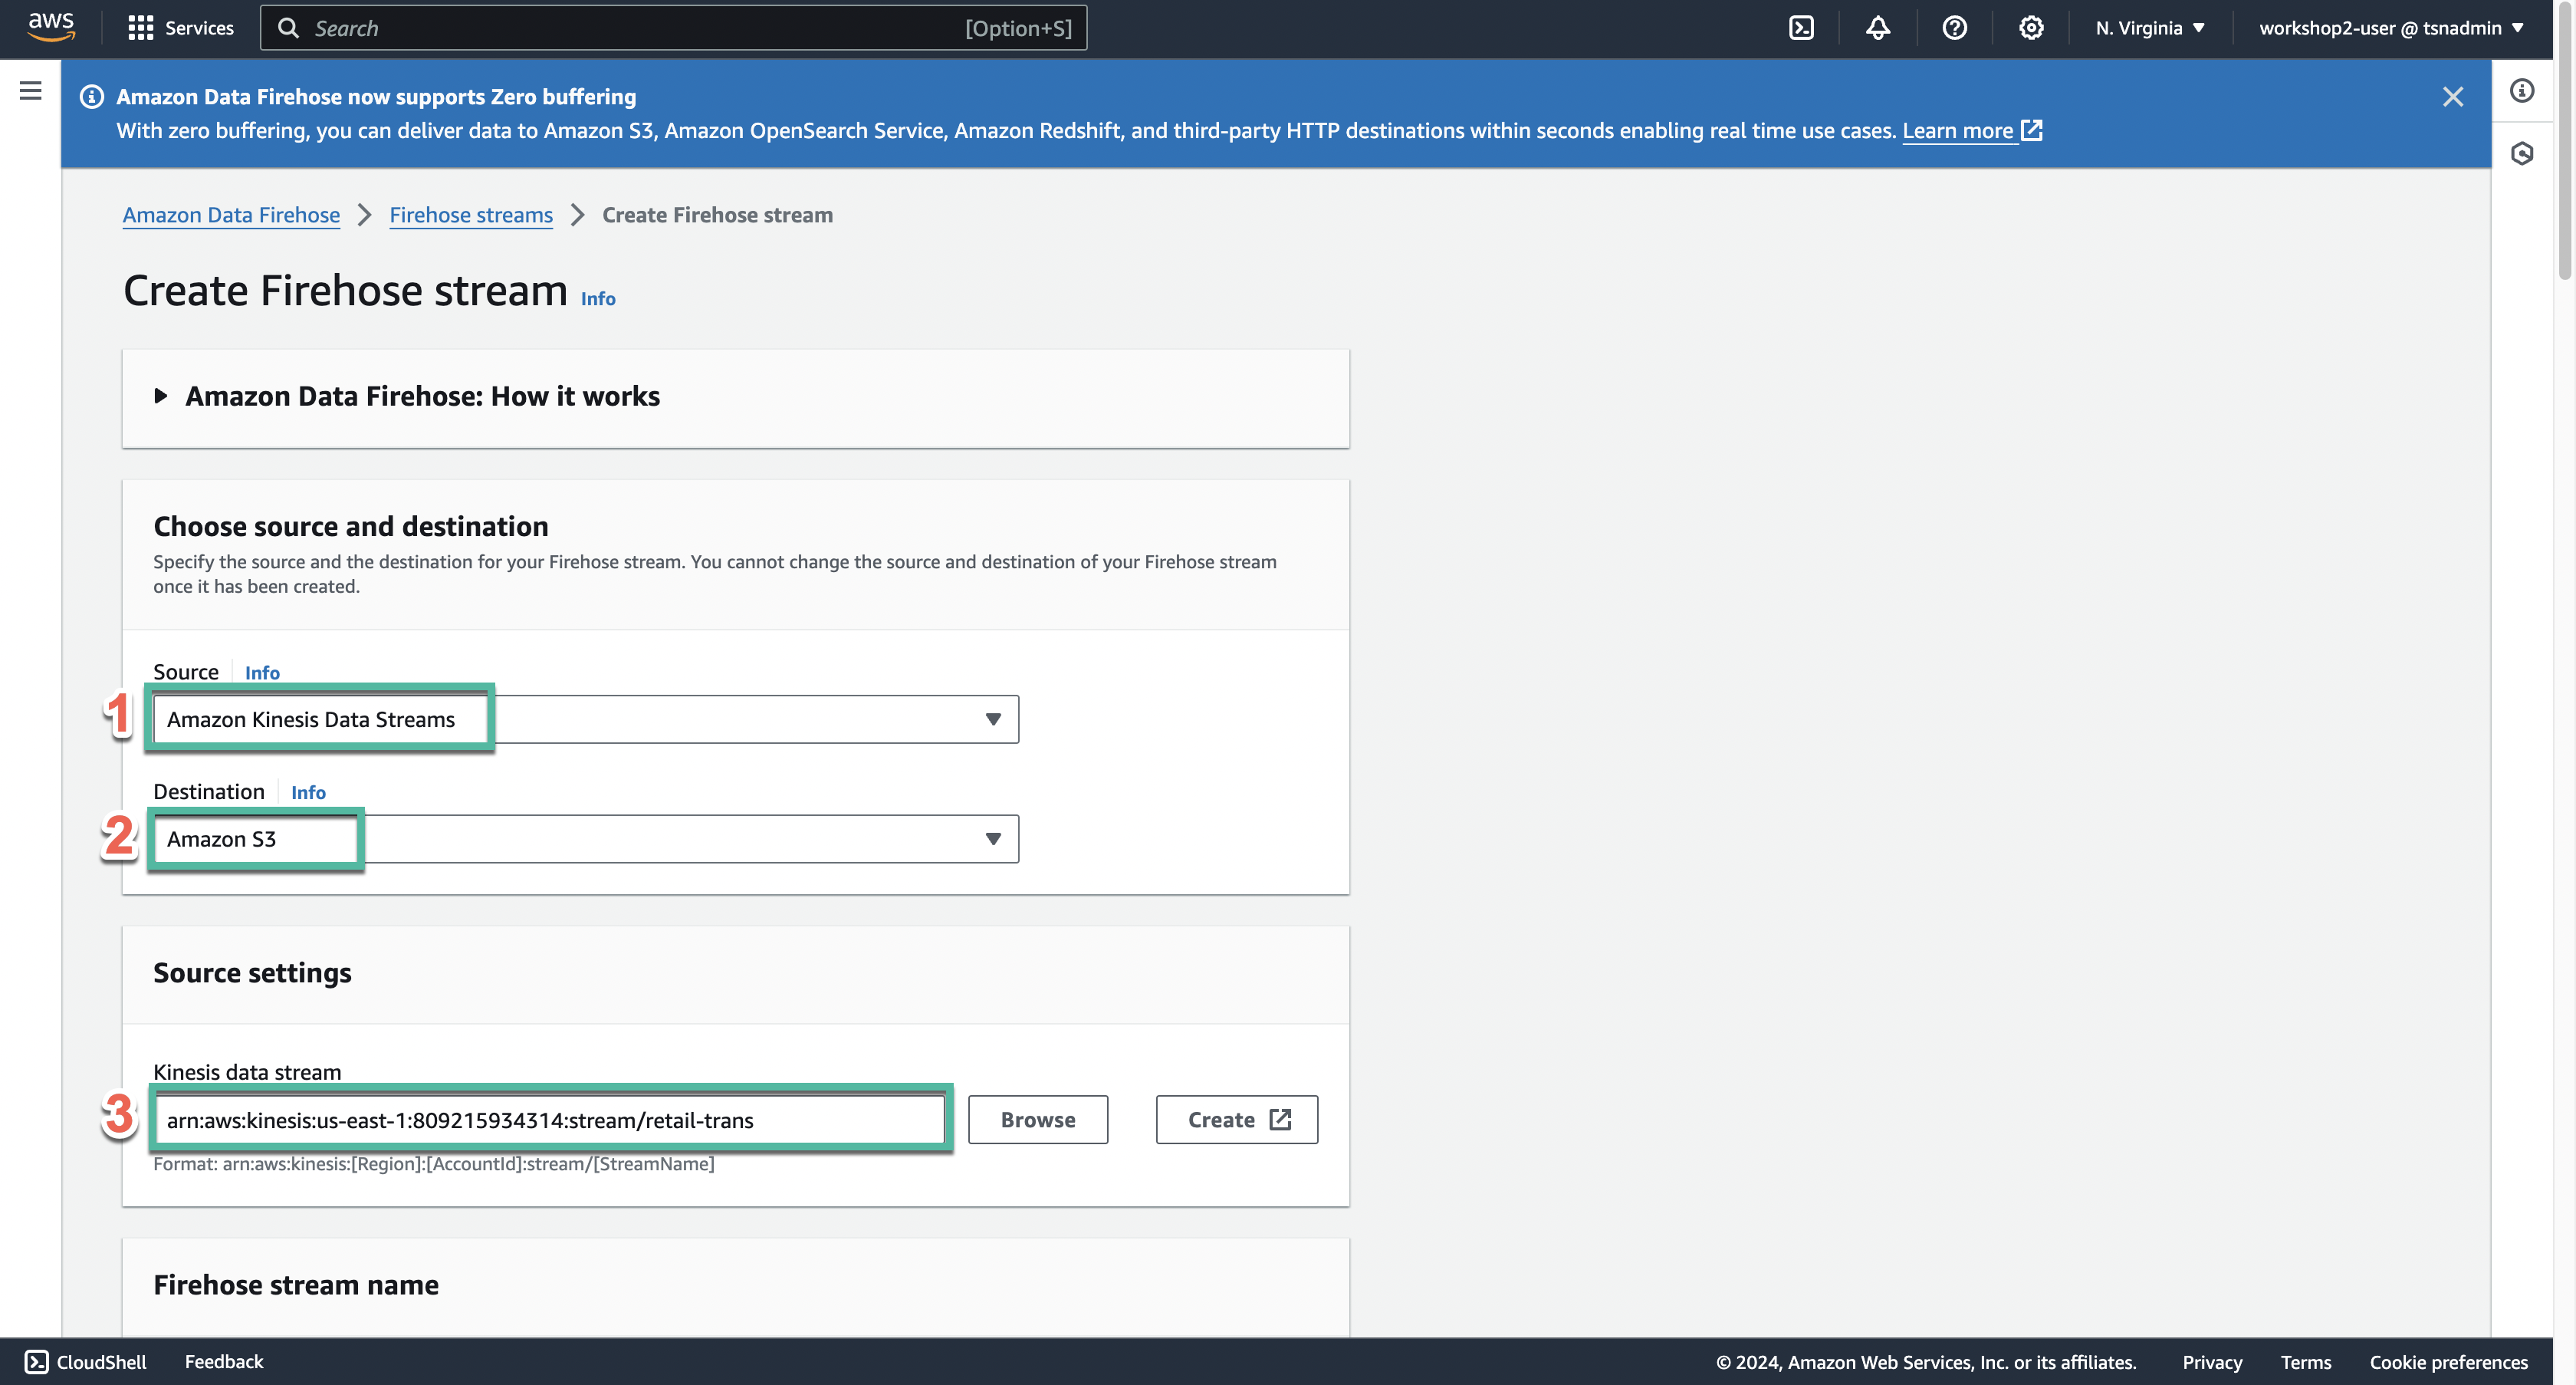 aws
Services
Search
[Option+S]
N. Virginia
workshop2-user @ tsnadmin
Amazon Data Firehose now supports Zero buffering
With zero buffering, you can deliver data to Amazon S3, Amazon OpenSearch Service, Amazon Redshift, and third-party HTTP destinations within seconds enabling real time use cases. Learn more
Amazon Data Firehose
Firehose streams
Create Firehose stream
Create Firehose stream Info
Amazon Data Firehose: How it works
Choose source and destination
Specify the source and the destination for your Firehose stream. You cannot change the source and destination of your Firehose stream
once it has been created.
Source
Info
1
Amazon Kinesis Data Streams
Destination
Info
2
Amazon S3
Source settings
Kinesis data stream
3
arn:aws:kinesis:us-east-1:809215934314:stream/retail-trans
Browse
Create
Format: arn:aws:kinesis:[Region]:[AccountId]:stream/[StreamName]
Firehose stream name
CloudShell
Feedback
© 2024, Amazon Web Services, Inc. or its affiliates.
Privacy
Terms
Cookie preferences